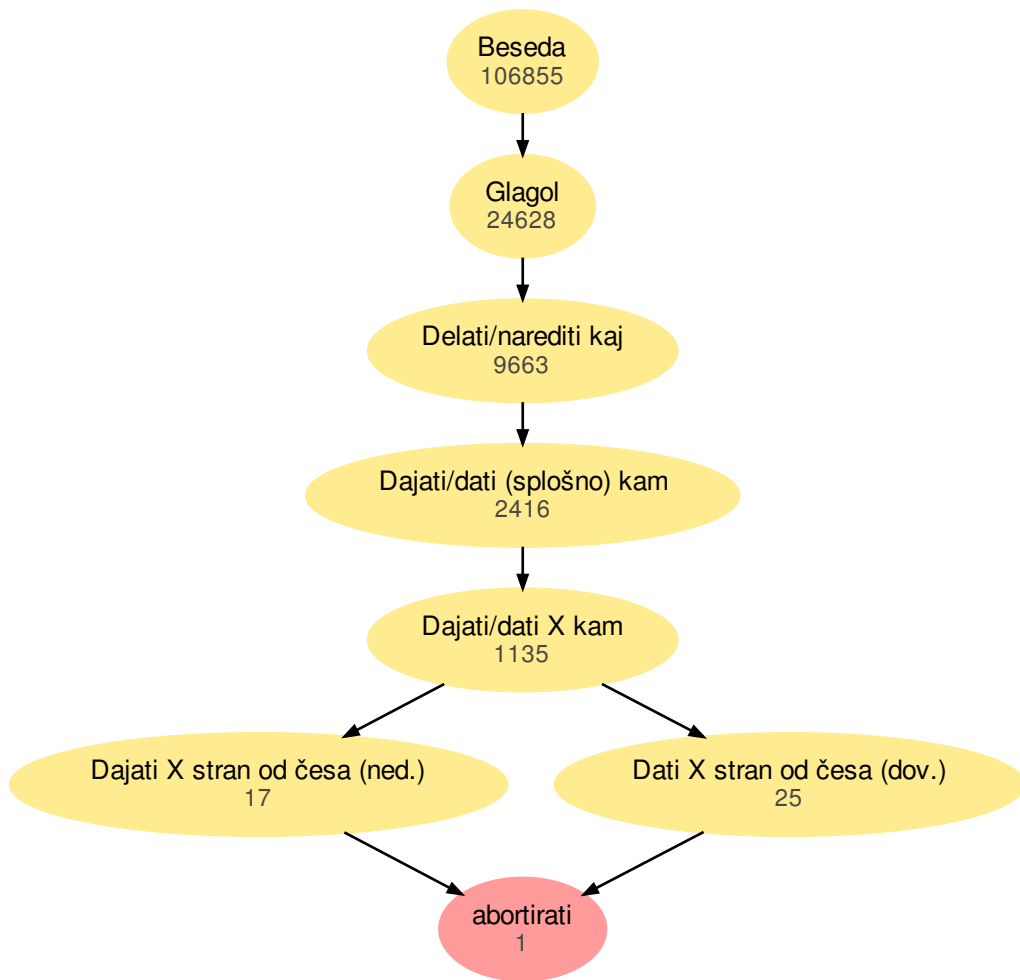 Beseda
106855
Glagol
24628
Delati/narediti kaj
9663
Dajati/dati (splošno) kam
2416
Dajati/dati X kam
1135
Dajati X stran od česa (ned.)
17
Dati X stran od česa (dov.)
25
abortirati
1